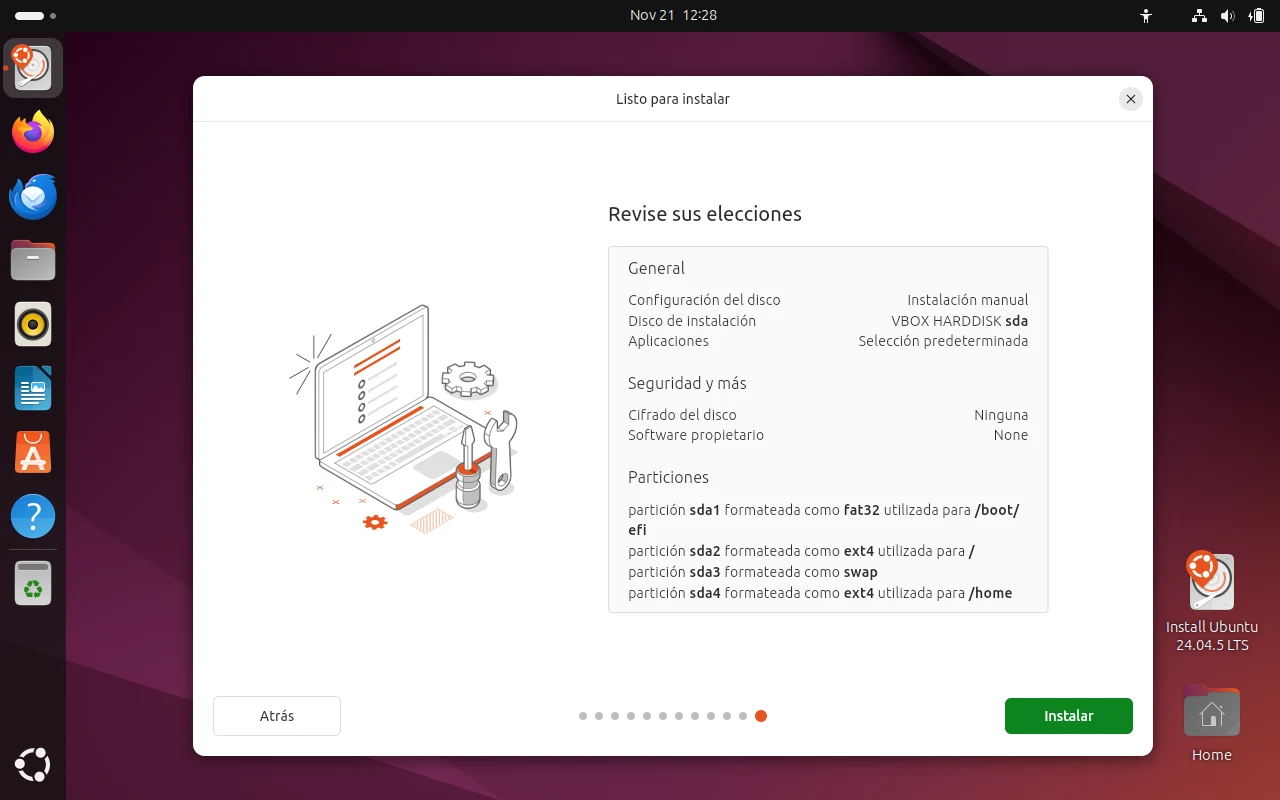 Nov 21 12:28
Listo para instalar
Revise sus elecciones
General
Configuración del disco Instalación manual
Disco de instalación VBOX HARDDISK sda
Aplicaciones Selección predeterminada
Seguridad y más
Cifrado del disco Ninguna
Software propietario None
Particiones
partición sda1 formateada como fat32 utilizada para /boot/
efi
partición sda2 formateada como ext4 utilizada para /
partición sda3 formateada como swap
partición sda4 formateada como ext4 utilizada para /home
Install Ubuntu
24.04.5 LTS
Atrás
Instalar
Home